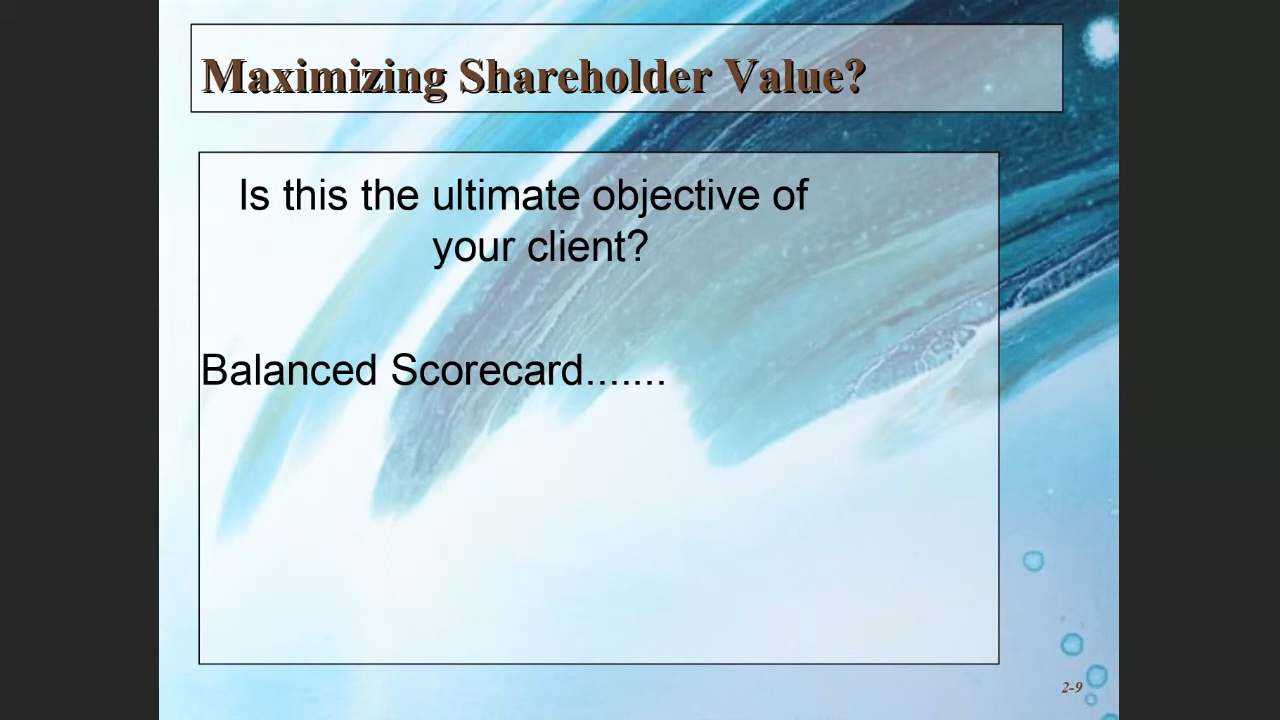 Maximizing Shareholder Value?
Is this the ultimate objective of
your client?
Balanced Scorecard.......
2-9